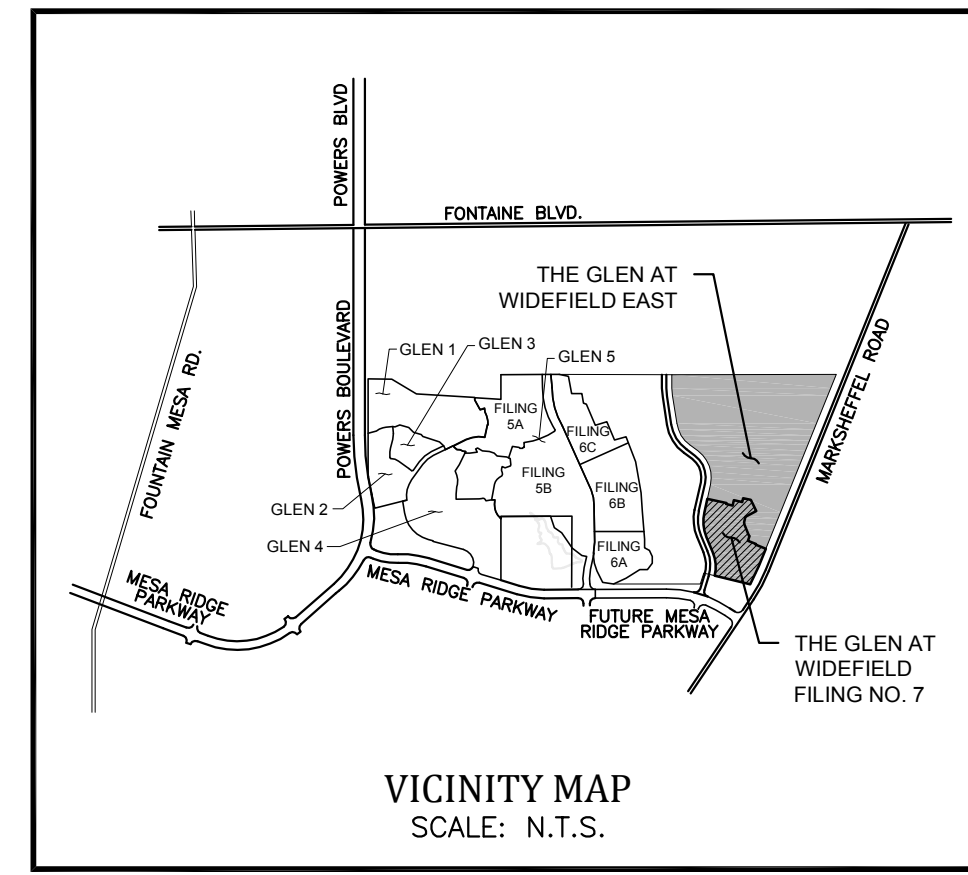 POWERS BLVD
FONTAINE BLVD.
THE GLEN AT
WIDEFIELD EAST
POWERS BOULEVARD
FOUNTAIN MESA RD.
MARKSHEFFEL ROAD
GLEN 1
GLEN 3
GLEN 5
FILING
5A
FILING
6C
FILING
5B
FILING
6B
GLEN 2
GLEN 4
FILING
6A
MESA RIDGE
PARKWAY
MESA RIDGE PARKWAY
FUTURE MESA
RIDGE PARKWAY
THE GLEN AT
WIDEFIELD
FILING NO. 7
VICINITY MAP
SCALE: N.T.S.